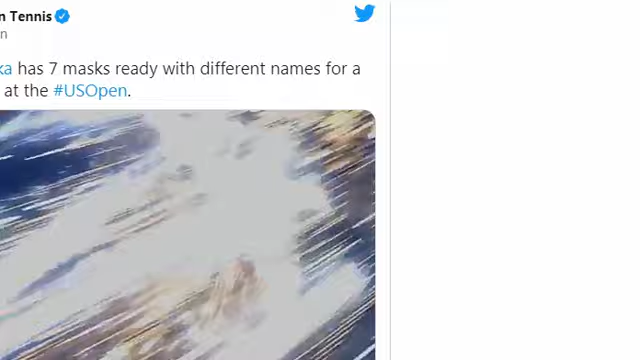 n Tennis
n
ka has 7 masks ready with different names for a
at the #USOpen.